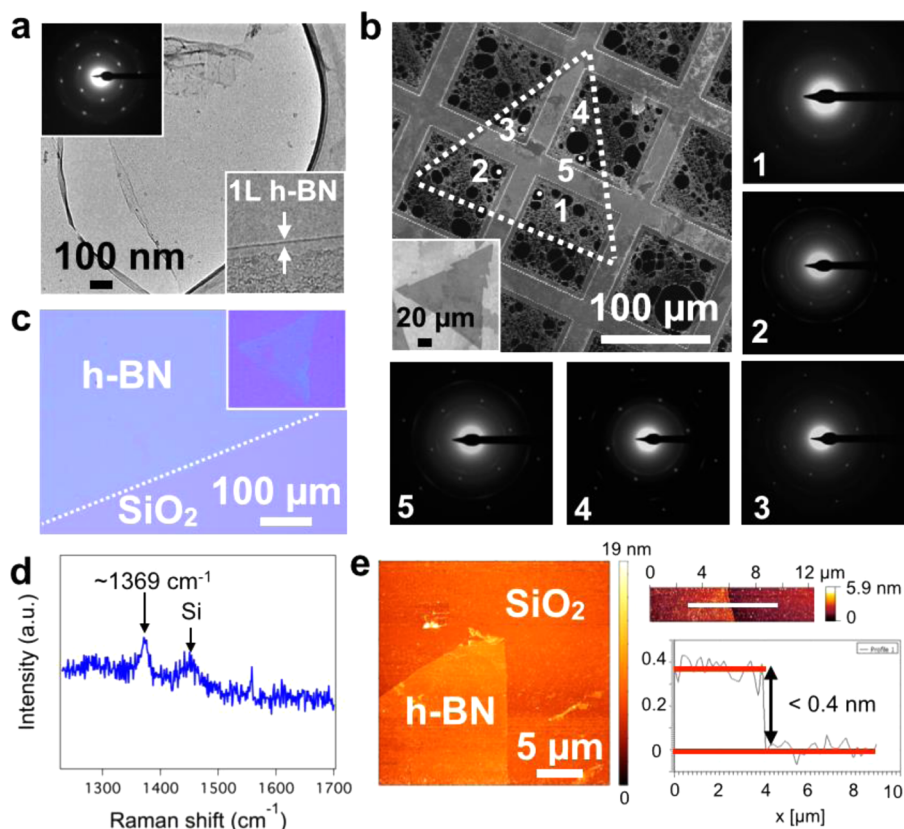 a
1L h-BN
100 nm
b
3
4
2
5
1
20 µm
100 µm
1
2
3
4
5
c
h-BN
SiO₂
100 µm
d
~1369 cm⁻¹
Si
Intensity (a.u.)
1300 1400 1500 1600 1700
Raman shift (cm⁻¹)
e
SiO₂
h-BN
5 µm
19 nm
0
0 4 8 12 µm
5.9 nm
0
Profile 1
0.4
0.2
0
< 0.4 nm
0 2 4 6 8 10
x [µm]